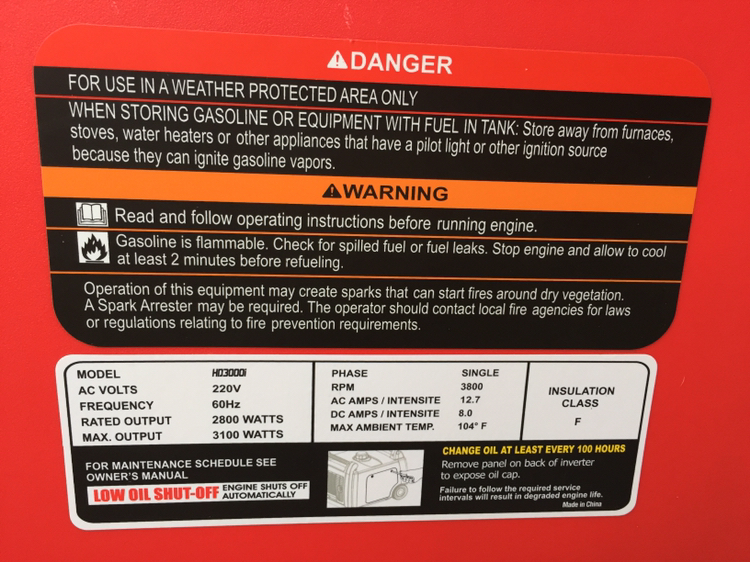 DANGER
FOR USE IN A WEATHER PROTECTED AREA ONLY
WHEN STORING GASOLINE OR EQUIPMENT WITH FUEL IN TANK: Store away from furnaces,
stoves, water heaters or other appliances that have a pilot light or other ignition source
because they can ignite gasoline vapors.
WARNING
Read and follow operating instructions before running engine.
Gasoline is flammable. Check for spilled fuel or fuel leaks. Stop engine and allow to cool
at least 2 minutes before refueling.
Operation of this equipment may create sparks that can start fires around dry vegetation.
A Spark Arrester may be required. The operator should contact local fire agencies for laws
or regulations relating to fire prevention requirements.
MODEL HD3000i
AC VOLTS 220V
FREQUENCY 60Hz
RATED OUTPUT 2800 WATTS
MAX. OUTPUT 3100 WATTS
PHASE SINGLE
RPM 3800
AC AMPS / INTENSITE 12.7
DC AMPS / INTENSITE 8.0
MAX AMBIENT TEMP. 104° F
INSULATION
CLASS
F
FOR MAINTENANCE SCHEDULE SEE
OWNER'S MANUAL
LOW OIL SHUT-OFF ENGINE SHUTS OFF
AUTOMATICALLY
CHANGE OIL AT LEAST EVERY 100 HOURS
Remove panel on back of inverter
to expose oil cap.
Failure to follow the required service
intervals will result in degraded engine life.
Made in China